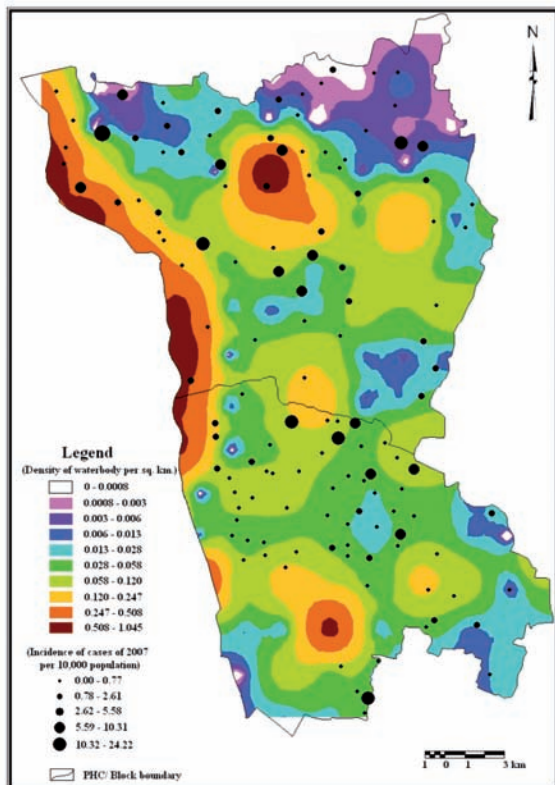 N
Legend
(Density of waterbody per sq. km.)
0 - 0.0008
0.0008 - 0.003
0.003 - 0.006
0.006 - 0.013
0.013 - 0.028
0.028 - 0.058
0.058 - 0.120
0.120 - 0.247
0.247 - 0.508
0.508 - 1.045
(Incidence of cases of 2007
per 10,000 population)
0.00 - 0.77
0.78 - 2.61
2.62 - 5.58
5.59 - 10.31
10.32 - 24.22
PHC/ Block boundary
1 0 1 3 km